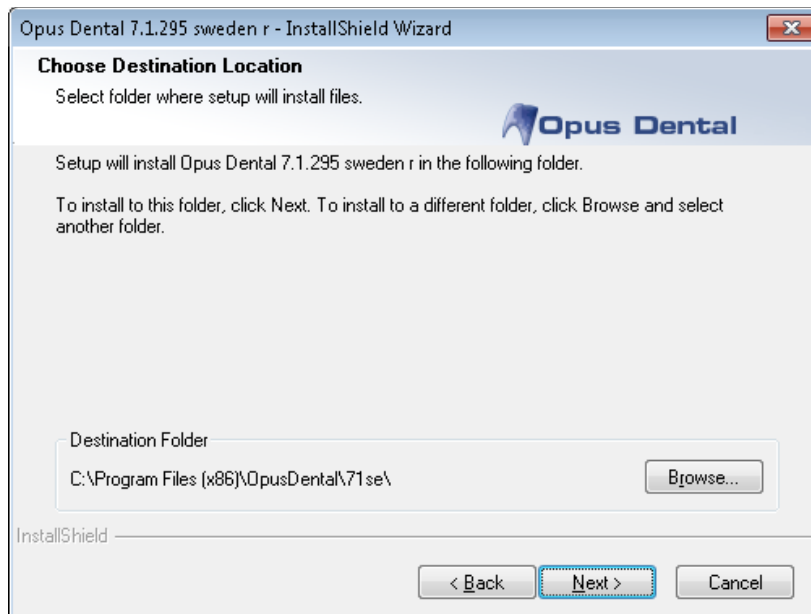 Opus Dental 7.1.295 sweden r - InstallShield Wizard
Choose Destination Location
Select folder where setup will install files.
Opus Dental
Setup will install Opus Dental 7.1.295 sweden r in the following folder.
To install to this folder, click Next. To install to a different folder, click Browse and select
another folder.
Destination Folder
C:\Program Files (x86)\OpusDental\71se\
Browse...
InstallShield
< Back
Next >
Cancel